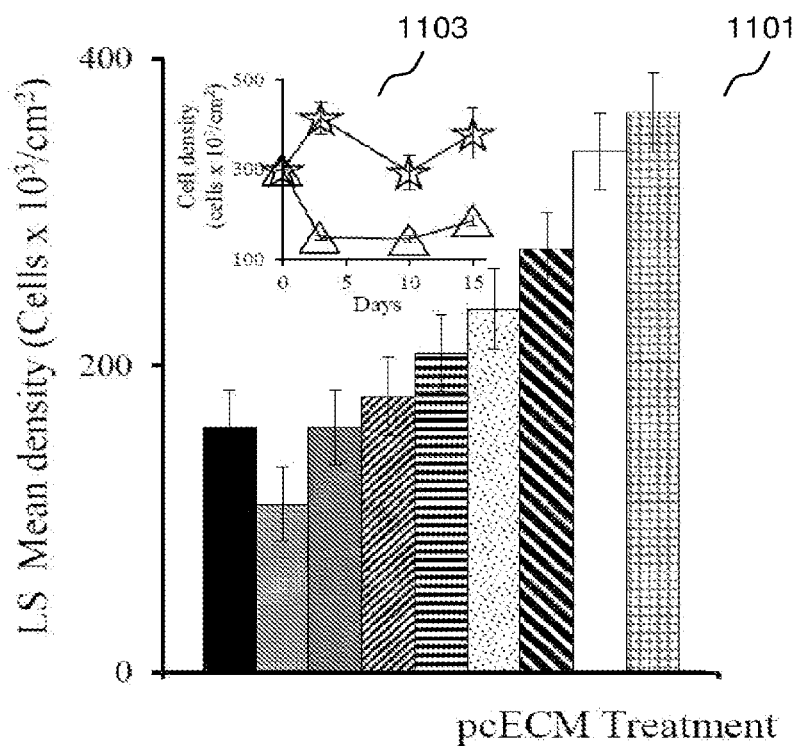 1103
1101
400
200
0
LS Mean density (Cells x 10³/cm²)
500
300
100
Cell density
(cells x 10³/cm²)
0
5
10
15
Days
pcECM Treatment